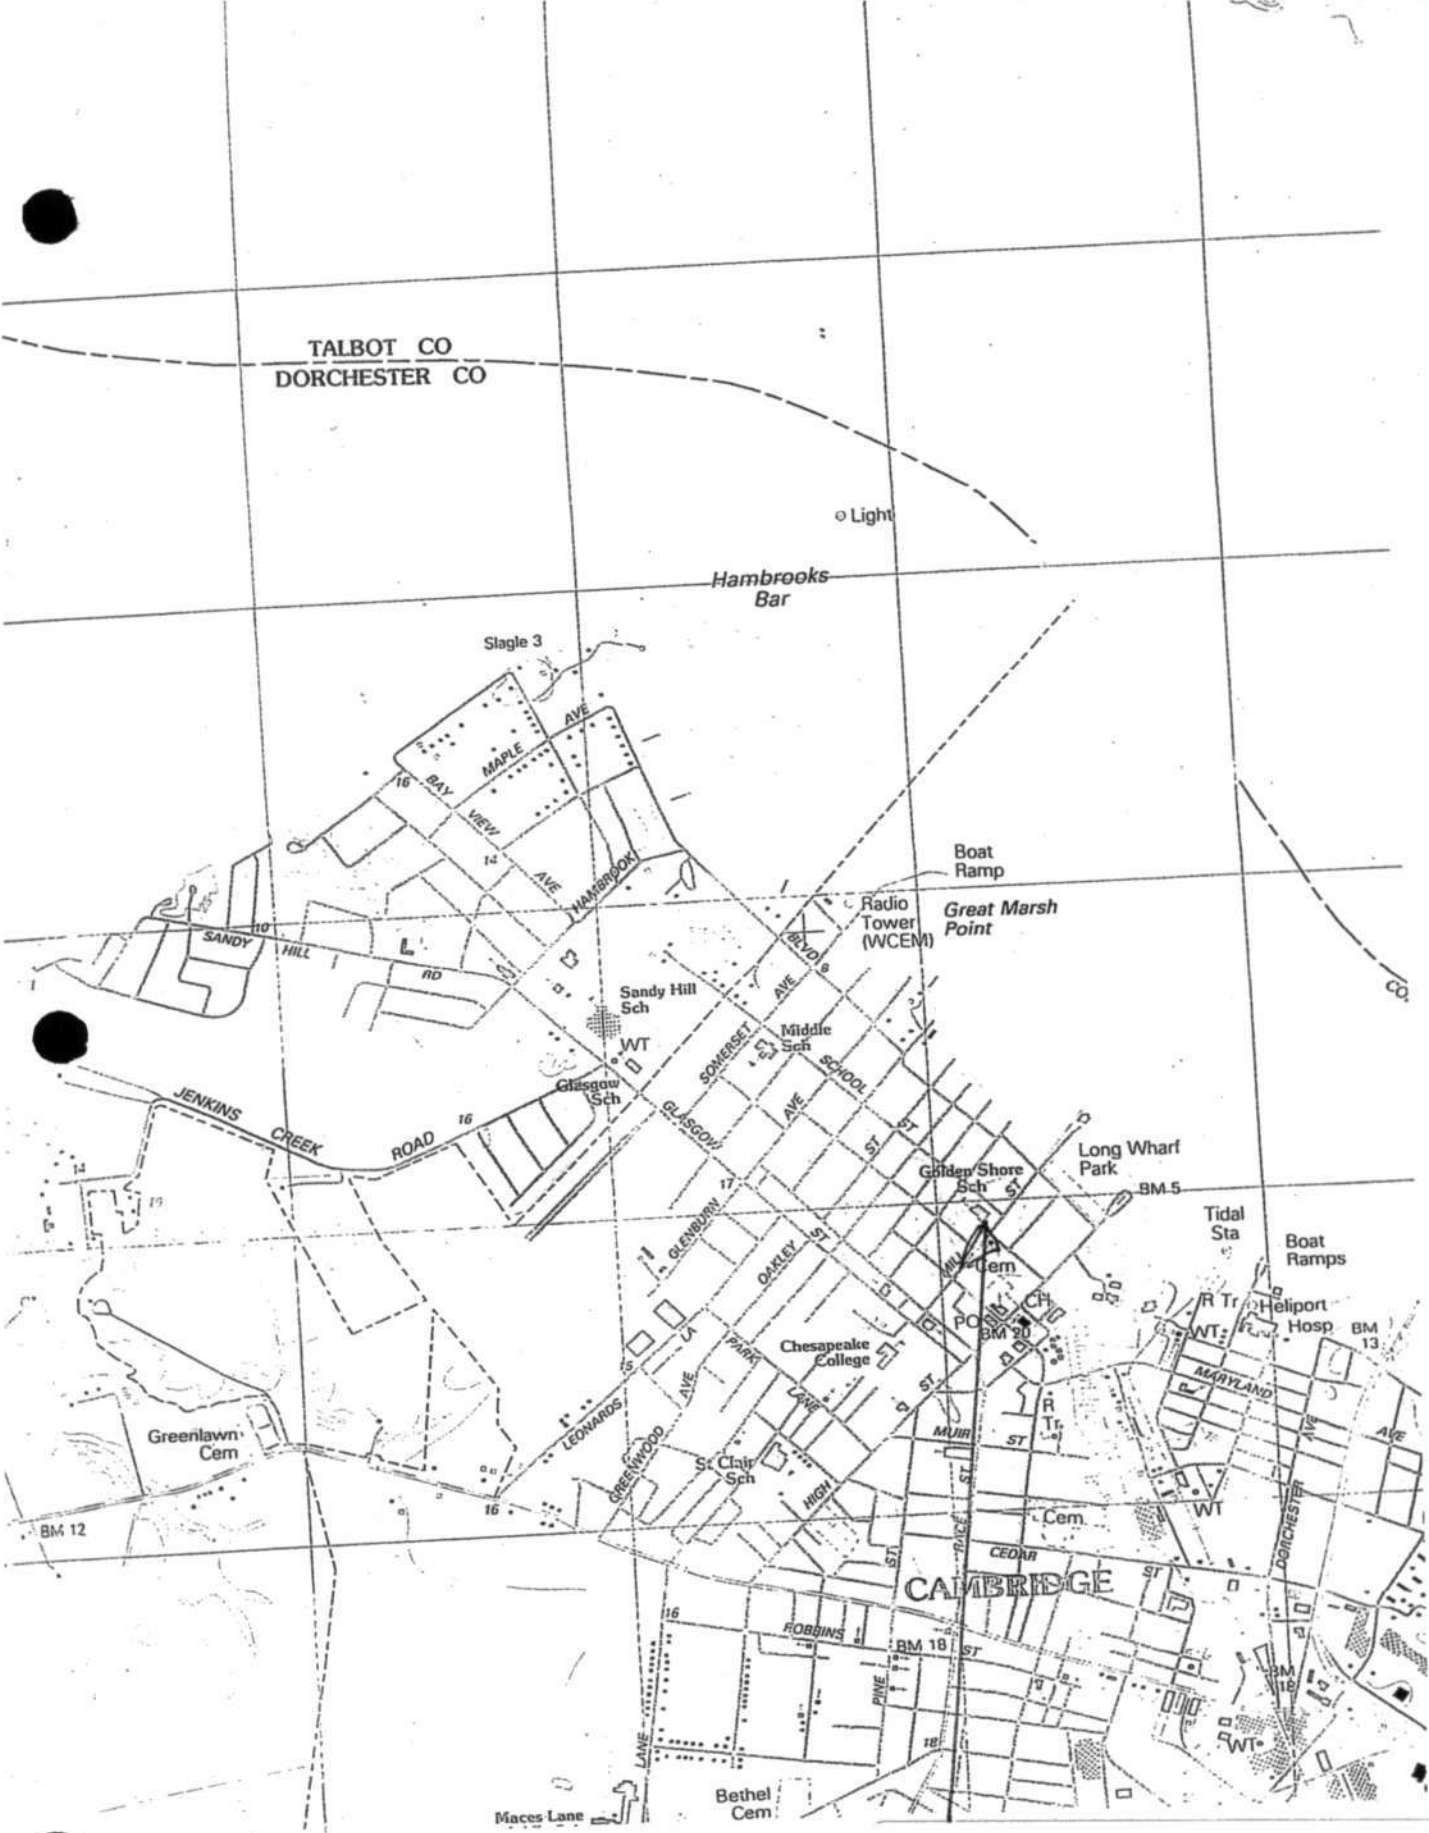 TALBOT CO
DORCHESTER CO
Light
Hambrooks
Bar
Slagle 3
MAPLE AVE
16
BAY VIEW AVE
14
HAMBROOK
Boat
Ramp
Radio
Tower
(WCEM)
Great Marsh
Point
BLVD
8
SANDY HILL RD
10
CO.
Sandy Hill
Sch
WT
Glasgow
Sch
SOMERSET AVE
Middle
Sch
SCHOOL ST
GLASGOW ST
AVE
ST
JENKINS CREEK ROAD
16
14
Golden Shore
Sch
ST
Long Wharf
Park
BM 5
17
GLENBURN
OAKLEY
Tidal
Sta
Boat
Ramps
MILL ST
Cem
CH
PO
BM 20
R Tr
Heliport
Hosp
WT
BM
13
Chesapeake
College
PARK LANE
LEONARDS LA
15
GREENWOOD AVE
MARYLAND AVE
Greenlawn
Cem
R
Tr
MUIR ST
St Clair
Sch
HIGH ST
RACE ST
DORCHESTER AVE
16
BM 12
WT
Cem
CEDAR ST
CAMBRIDGE
16
ROBBINS ST
BM 18
PINE ST
BM
18
WT
18
LANE
Bethel
Cem
Maces Lane